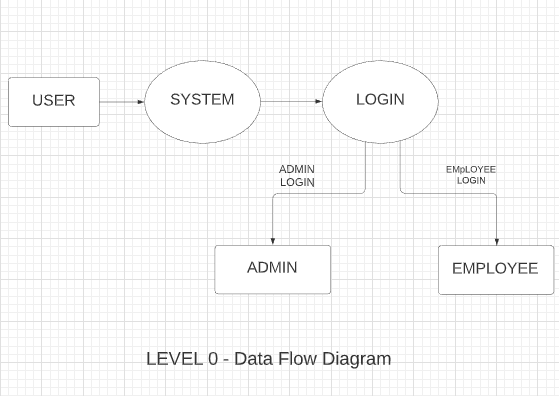 USER
SYSTEM
LOGIN
ADMIN
LOGIN
EMpLOYEE
LOGIN
ADMIN
EMPLOYEE
LEVEL 0 - Data Flow Diagram